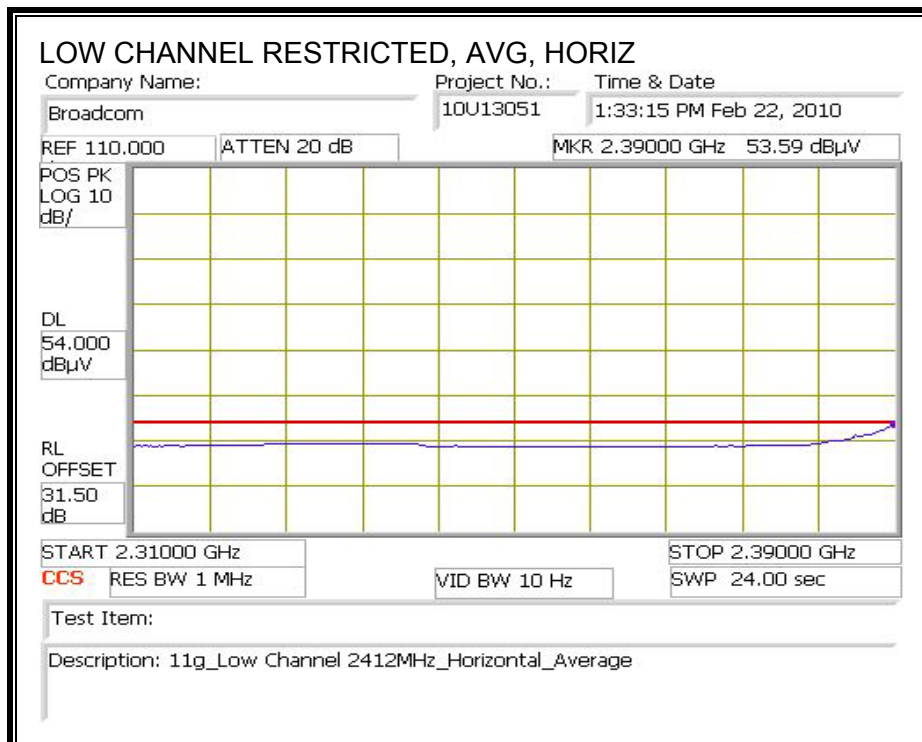 LOW CHANNEL RESTRICTED, AVG, HORIZ
Company Name:
Project No.:
Time & Date
Broadcom
10U13051
1:33:15 PM Feb 22, 2010
REF 110.000
ATTEN 20 dB
MKR 2.39000 GHz 53.59 dBµV
POS PK
LOG 10
dB/
DL
54.000
dBµV
RL
OFFSET
31.50
dB
START 2.31000 GHz
STOP 2.39000 GHz
CCS
RES BW 1 MHz
VID BW 10 Hz
SWP 24.00 sec
Test Item:
Description: 11g_Low Channel 2412MHz_Horizontal_Average